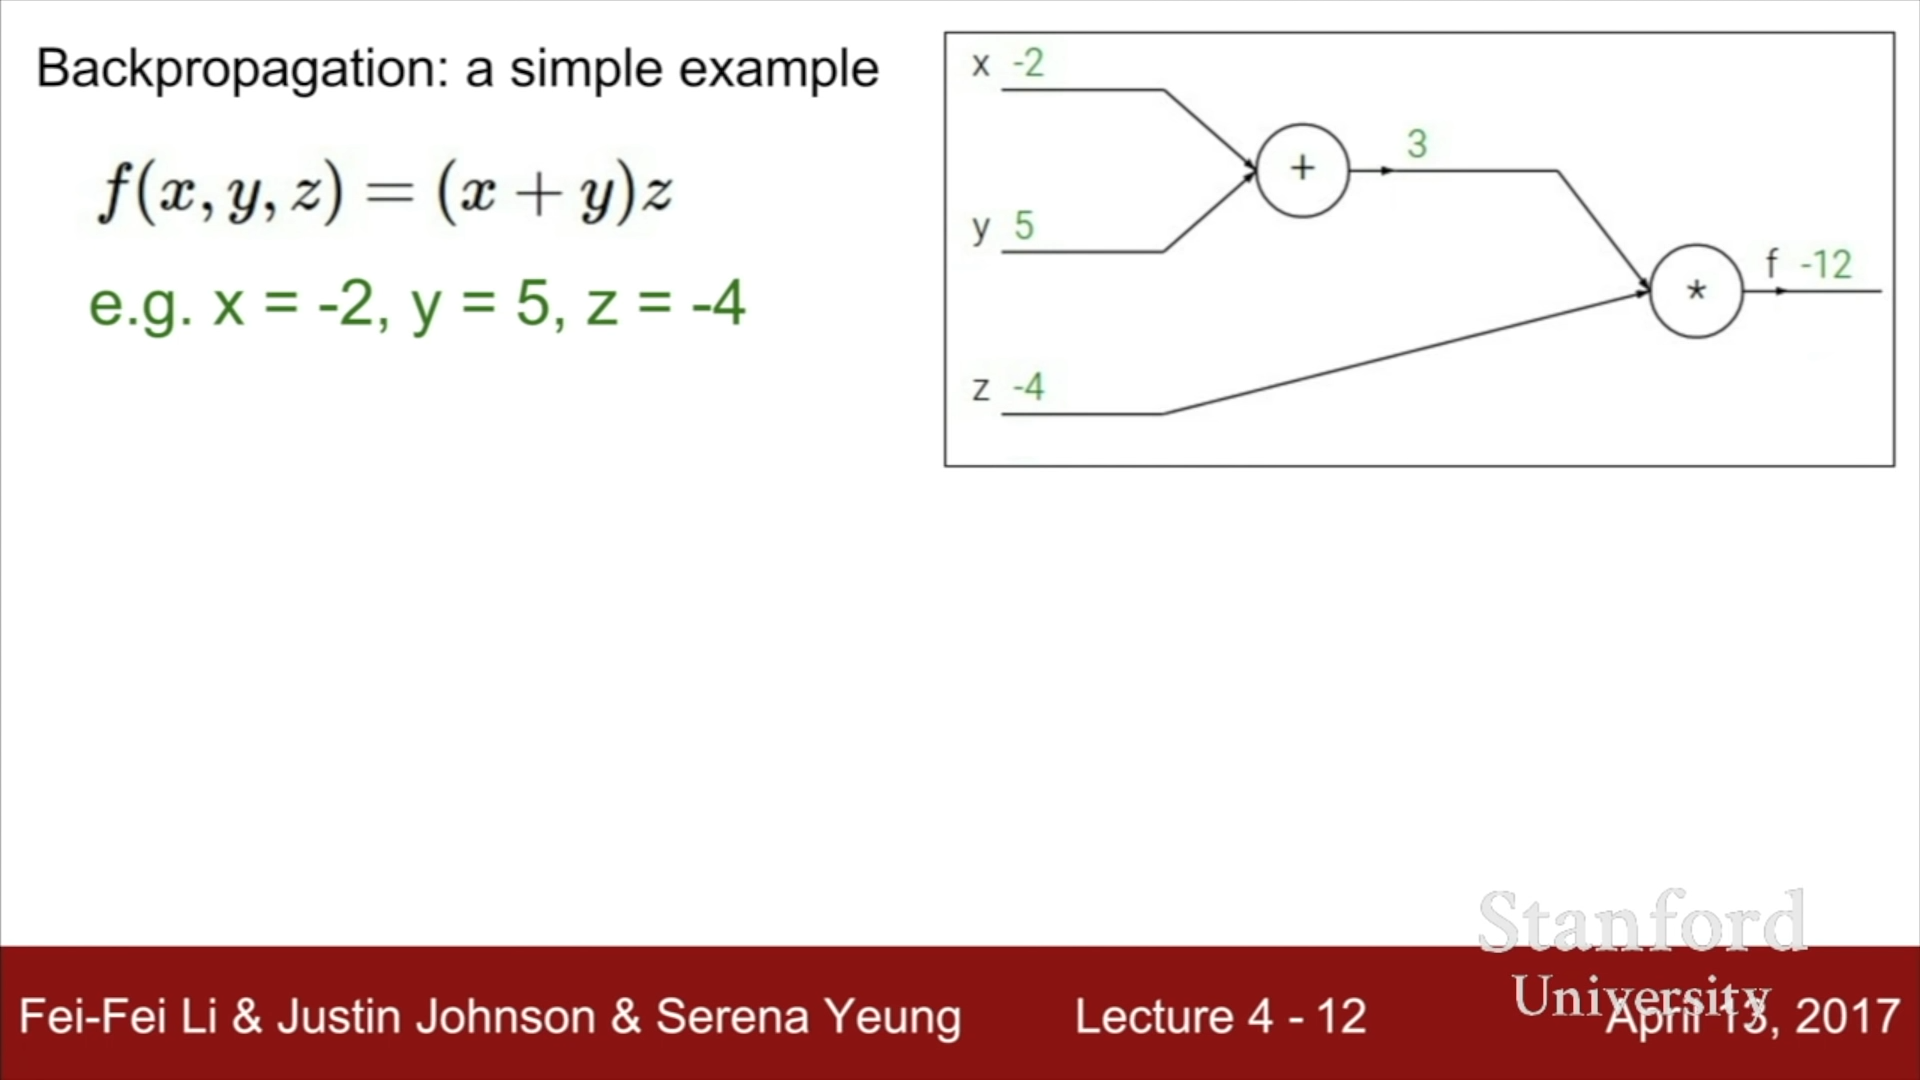 Backpropagation: a simple example
f(x, y, z) = (x + y)z
e.g. x = -2, y = 5, z = -4
x -2
+
3
y 5
*
f -12
z -4
Stanford
University
Fei-Fei Li & Justin Johnson & Serena Yeung
Lecture 4 - 12
April 13, 2017